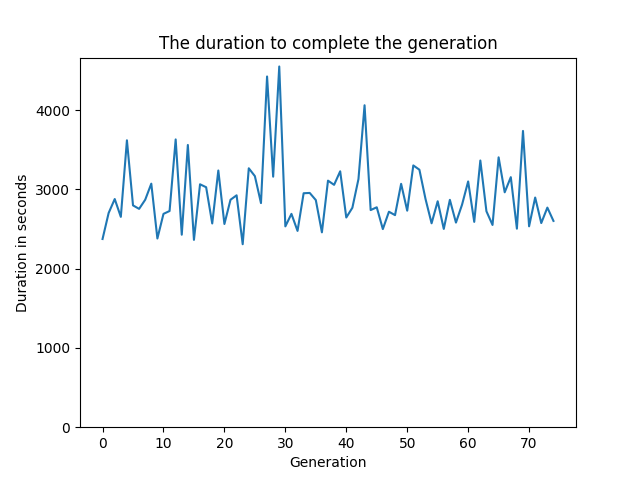 The duration to complete the generation
Duration in seconds
4000
3000
2000
1000
0
0 10 20 30 40 50 60 70
Generation